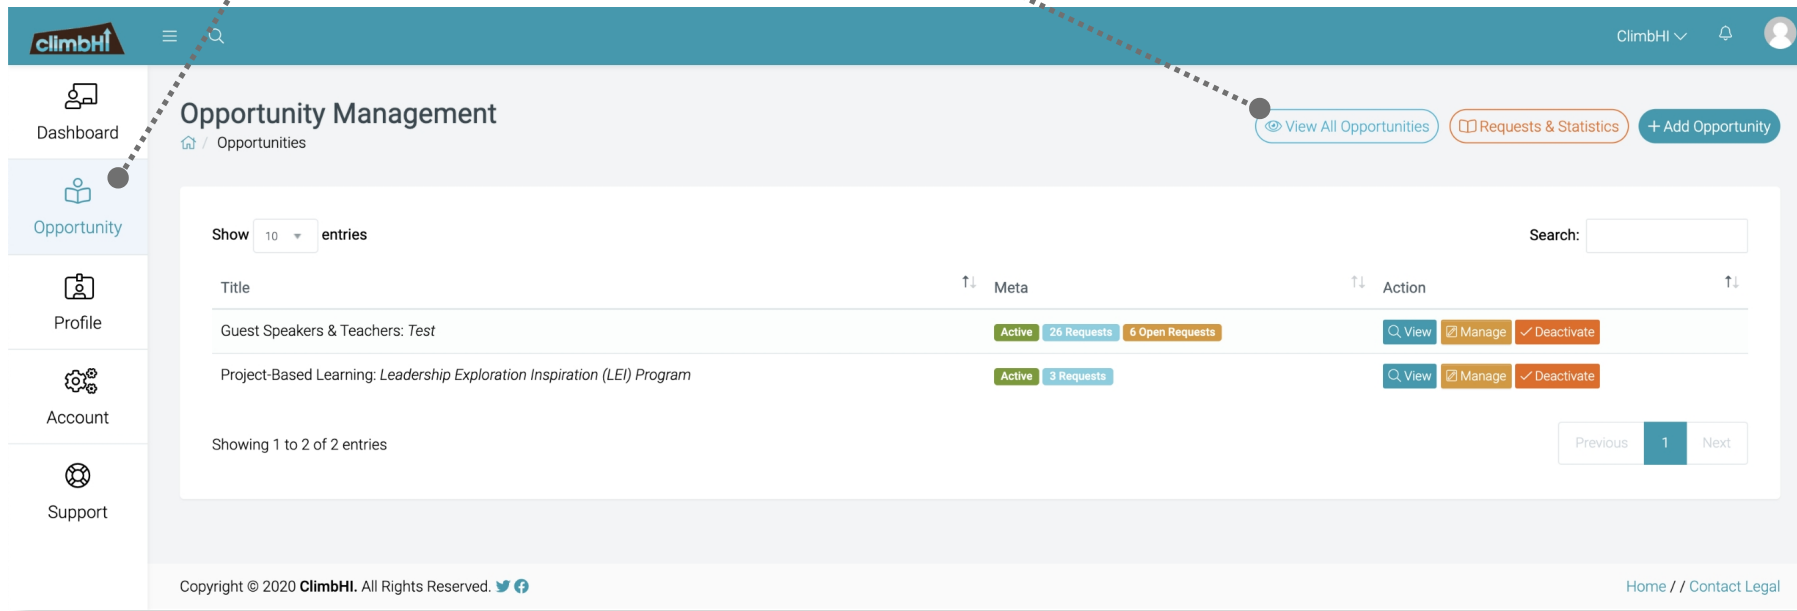 climbHI
ClimbHI
Dashboard
Opportunity
Profile
Account
Support
Opportunity Management
/ Opportunities
View All Opportunities
Requests & Statistics
+ Add Opportunity
Show 10 entries
Search:
Title Meta Action
Guest Speakers & Teachers: Test Active 26 Requests 6 Open Requests View Manage Deactivate
Project-Based Learning: Leadership Exploration Inspiration (LEI) Program Active 3 Requests View Manage Deactivate
Showing 1 to 2 of 2 entries
Previous 1 Next
Copyright © 2020 ClimbHI. All Rights Reserved.
Home / / Contact Legal